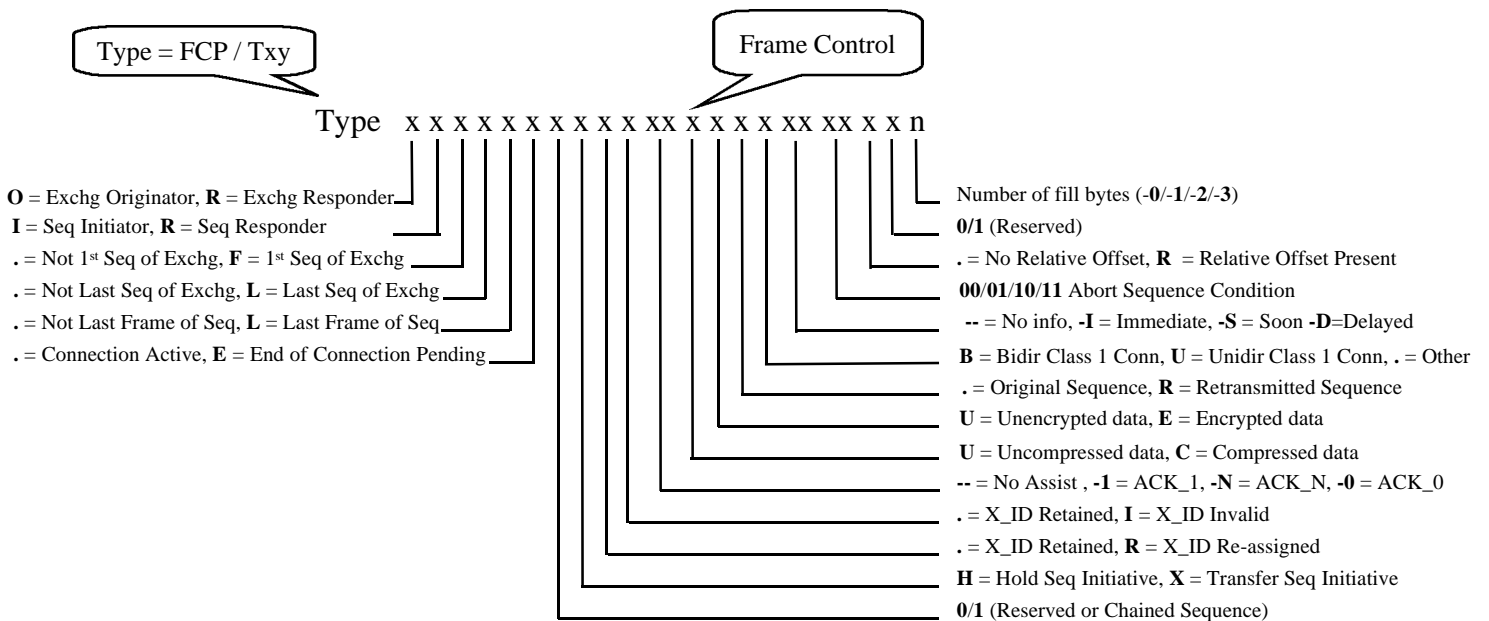 Type = FCP / Txy
Frame Control
Type x x x x x x x x x x xx x x x x xx xx x x n
O = Exchg Originator, R = Exchg Responder
I = Seq Initiator, R = Seq Responder
. = Not 1st Seq of Exchg, F = 1st Seq of Exchg
. = Not Last Seq of Exchg, L = Last Seq of Exchg
. = Not Last Frame of Seq, L = Last Frame of Seq
. = Connection Active, E = End of Connection Pending
Number of fill bytes (-0/-1/-2/-3)
0/1 (Reserved)
. = No Relative Offset, R = Relative Offset Present
00/01/10/11 Abort Sequence Condition
-- = No info, -I = Immediate, -S = Soon -D=Delayed
B = Bidir Class 1 Conn, U = Unidir Class 1 Conn, . = Other
. = Original Sequence, R = Retransmitted Sequence
U = Unencrypted data, E = Encrypted data
U = Uncompressed data, C = Compressed data
-- = No Assist , -1 = ACK_1, -N = ACK_N, -0 = ACK_0
. = X_ID Retained, I = X_ID Invalid
. = X_ID Retained, R = X_ID Re-assigned
H = Hold Seq Initiative, X = Transfer Seq Initiative
0/1 (Reserved or Chained Sequence)